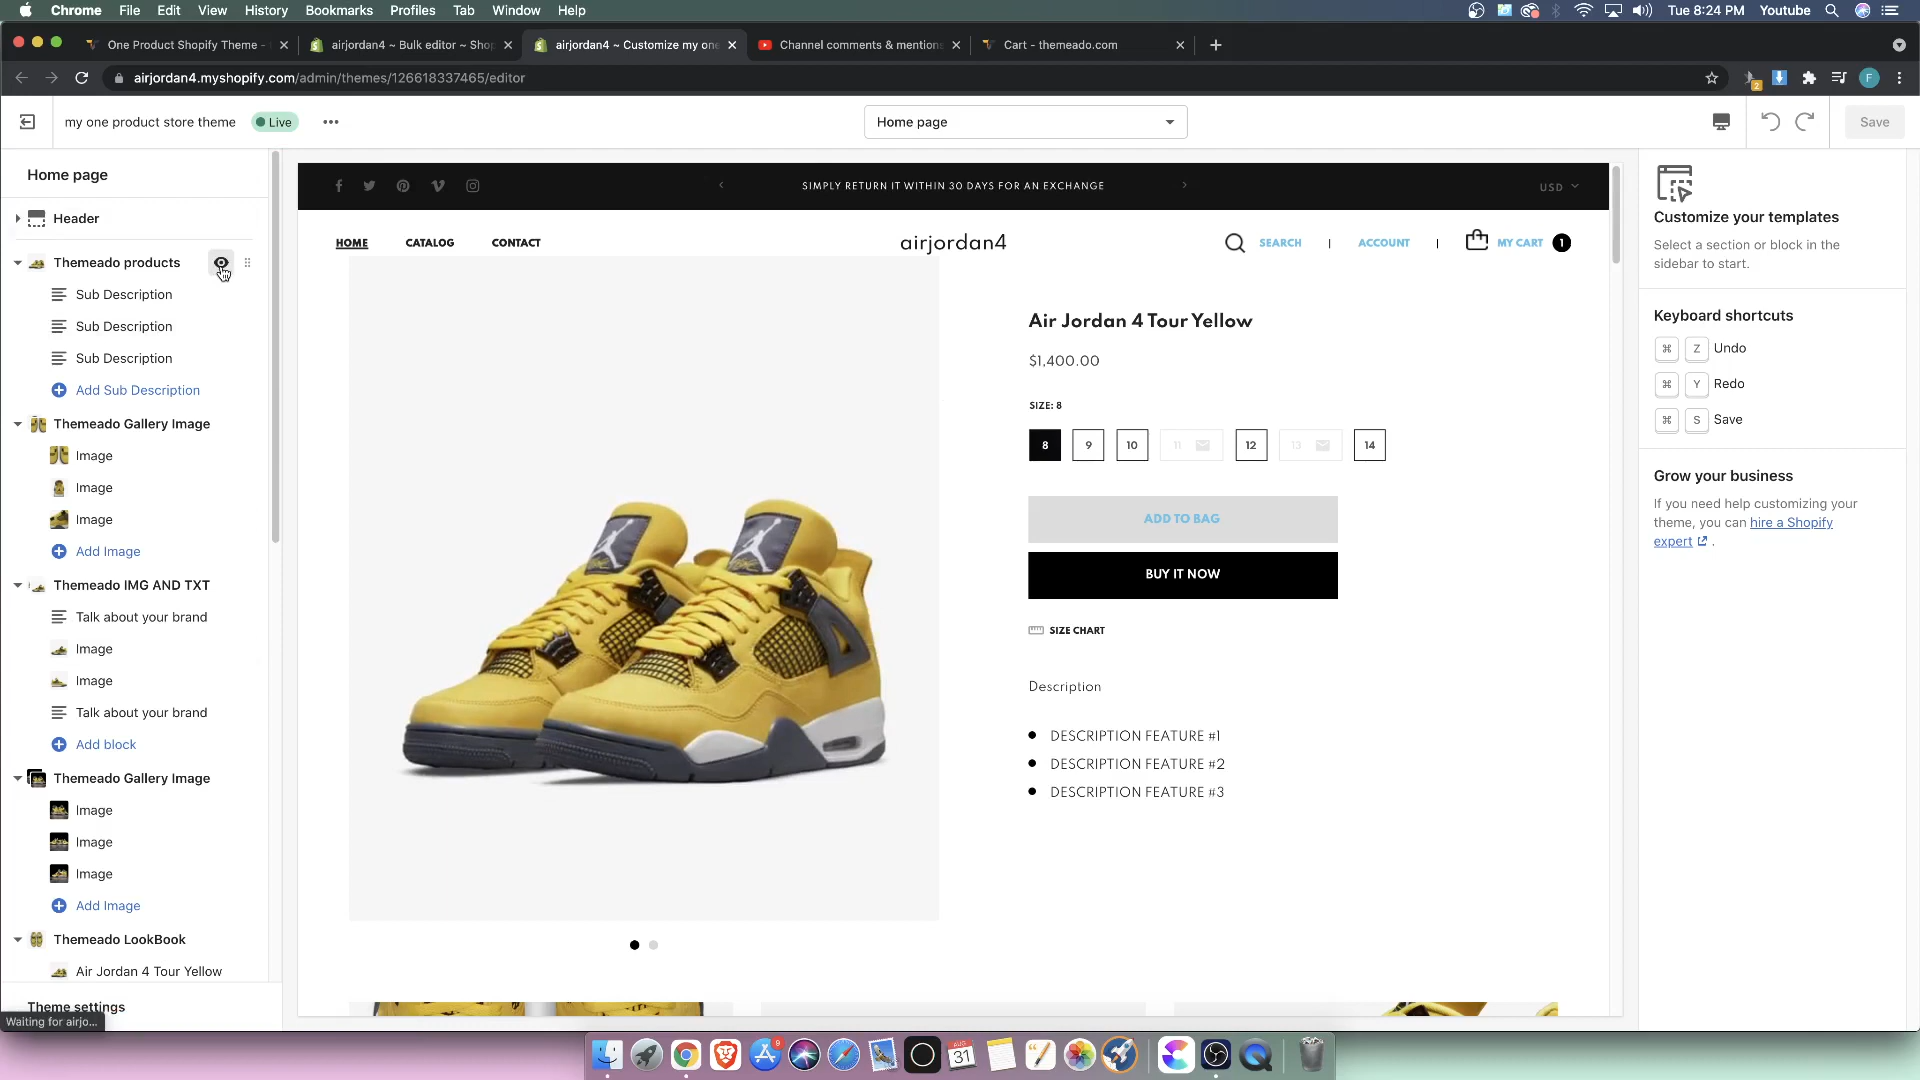 Chrome File Edit View History Bookmarks Profiles Tab Window Help
Tue 8:24 PM Youtube
One Product Shopify Theme -
airjordan4 ~ Bulk editor ~ Shop
airjordan4 ~ Customize my one
Channel comments & mentions
Cart - themeado.com
airjordan4.myshopify.com/admin/themes/126618337465/editor
2
F
my one product store theme
Live
Home page
Save
Home page
Header
Themeado products
Sub Description
Sub Description
Sub Description
Add Sub Description
Themeado Gallery Image
Image
Image
Image
Add Image
Themeado IMG AND TXT
Talk about your brand
Image
Image
Talk about your brand
Add block
Themeado Gallery Image
Image
Image
Image
Add Image
Themeado LookBook
Air Jordan 4 Tour Yellow
Theme settings
Waiting for airjo...
SIMPLY RETURN IT WITHIN 30 DAYS FOR AN EXCHANGE
USD
HOME CATALOG CONTACT
airjordan4
SEARCH | ACCOUNT | MY CART 1
Air Jordan 4 Tour Yellow
$1,400.00
SIZE: 8
8 9 10 11 12 13 14
ADD TO BAG
BUY IT NOW
SIZE CHART
Description
DESCRIPTION FEATURE #1
DESCRIPTION FEATURE #2
DESCRIPTION FEATURE #3
Customize your templates
Select a section or block in the
sidebar to start.
Keyboard shortcuts
⌘ Z Undo
⌘ Y Redo
⌘ S Save
Grow your business
If you need help customizing your
theme, you can hire a Shopify
expert .
9
AUG
31